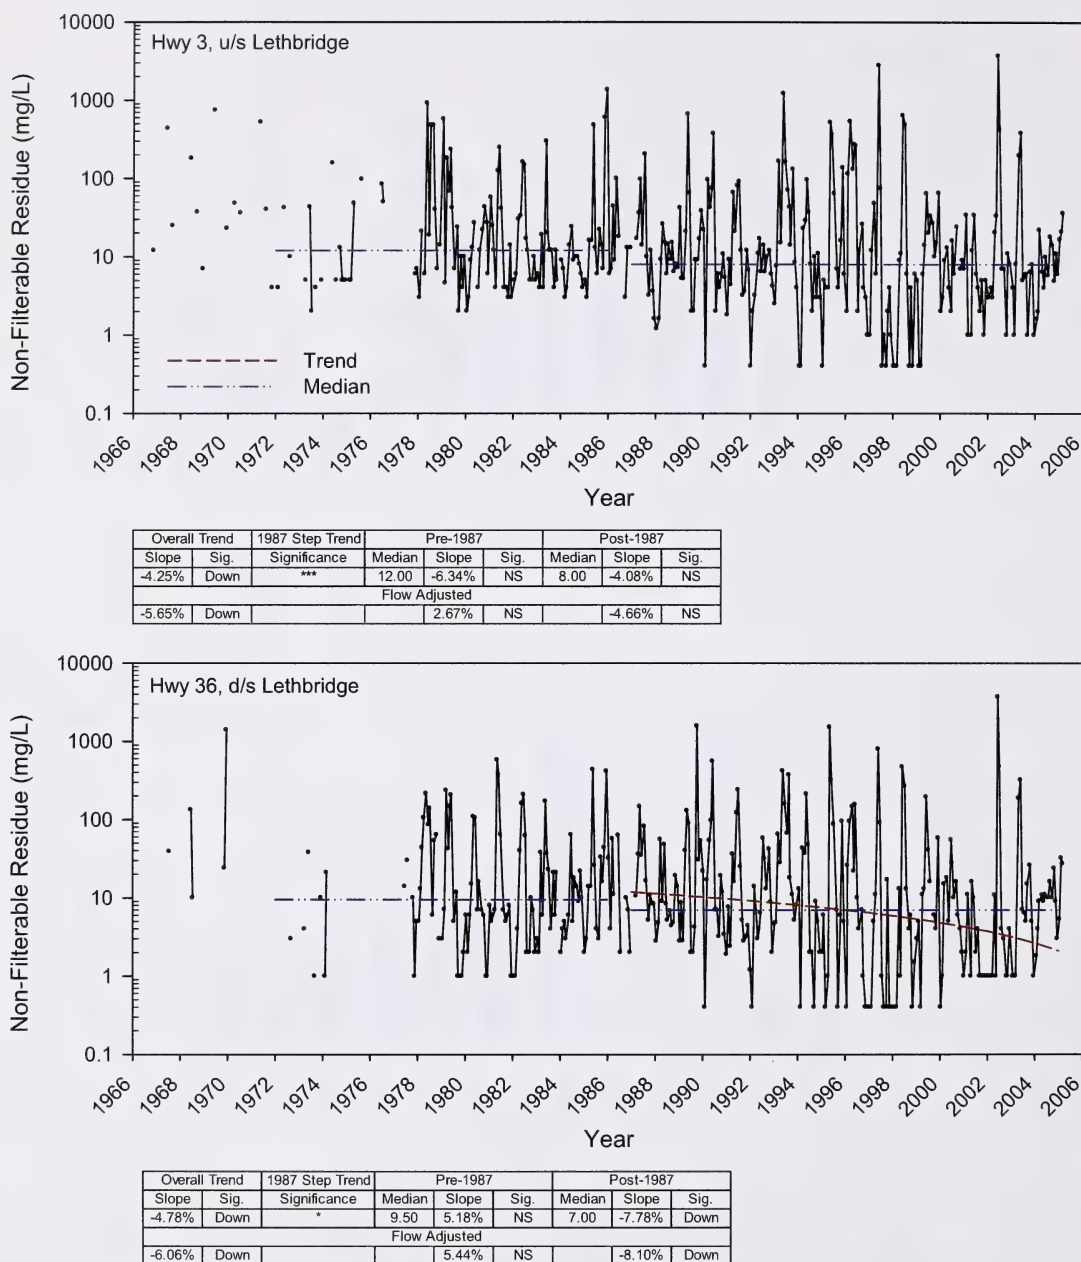 Hwy 3, u/s Lethbridge
Non-Filterable Residue (mg/L)
10000
1000
100
10
1
0.1
Trend
Median
1966 1968 1970 1972 1974 1976 1978 1980 1982 1984 1986 1988 1990 1992 1994 1996 1998 2000 2002 2004 2006
Year
Overall Trend 1987 Step Trend Pre-1987 Post-1987
Slope Sig. Significance Median Slope Sig. Median Slope Sig.
-4.25% Down *** 12.00 -6.34% NS 8.00 -4.08% NS
Flow Adjusted
-5.65% Down 2.67% NS -4.66% NS
Hwy 36, d/s Lethbridge
Non-Filterable Residue (mg/L)
10000
1000
100
10
1
0.1
1966 1968 1970 1972 1974 1976 1978 1980 1982 1984 1986 1988 1990 1992 1994 1996 1998 2000 2002 2004 2006
Year
Overall Trend 1987 Step Trend Pre-1987 Post-1987
Slope Sig. Significance Median Slope Sig. Median Slope Sig.
-4.78% Down * 9.50 5.18% NS 7.00 -7.78% Down
Flow Adjusted
-6.06% Down 5.44% NS -8.10% Down